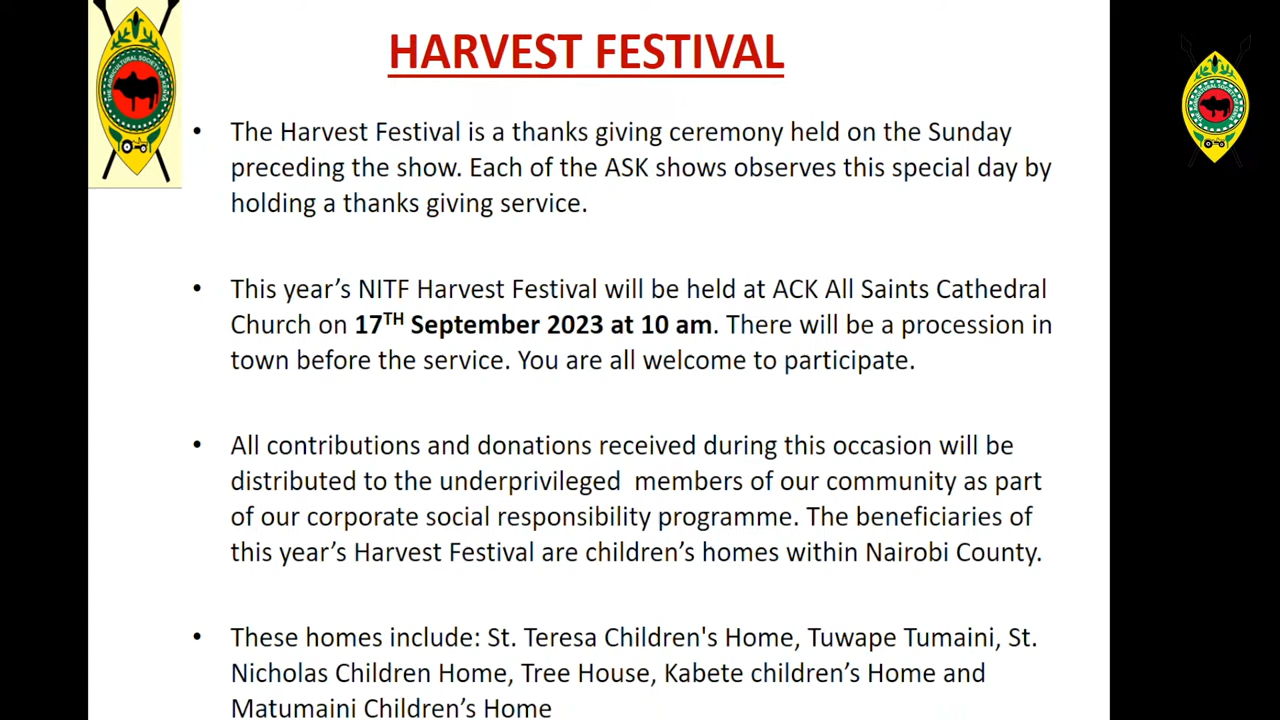 HARVEST FESTIVAL
THE AGRICULTURAL SOCIETY OF KENYA
• The Harvest Festival is a thanks giving ceremony held on the Sunday
preceding the show. Each of the ASK shows observes this special day by
holding a thanks giving service.
• This year’s NITF Harvest Festival will be held at ACK All Saints Cathedral
Church on 17TH September 2023 at 10 am. There will be a procession in
town before the service. You are all welcome to participate.
• All contributions and donations received during this occasion will be
distributed to the underprivileged members of our community as part
of our corporate social responsibility programme. The beneficiaries of
this year’s Harvest Festival are children’s homes within Nairobi County.
• These homes include: St. Teresa Children's Home, Tuwape Tumaini, St.
Nicholas Children Home, Tree House, Kabete children’s Home and
Matumaini Children’s Home